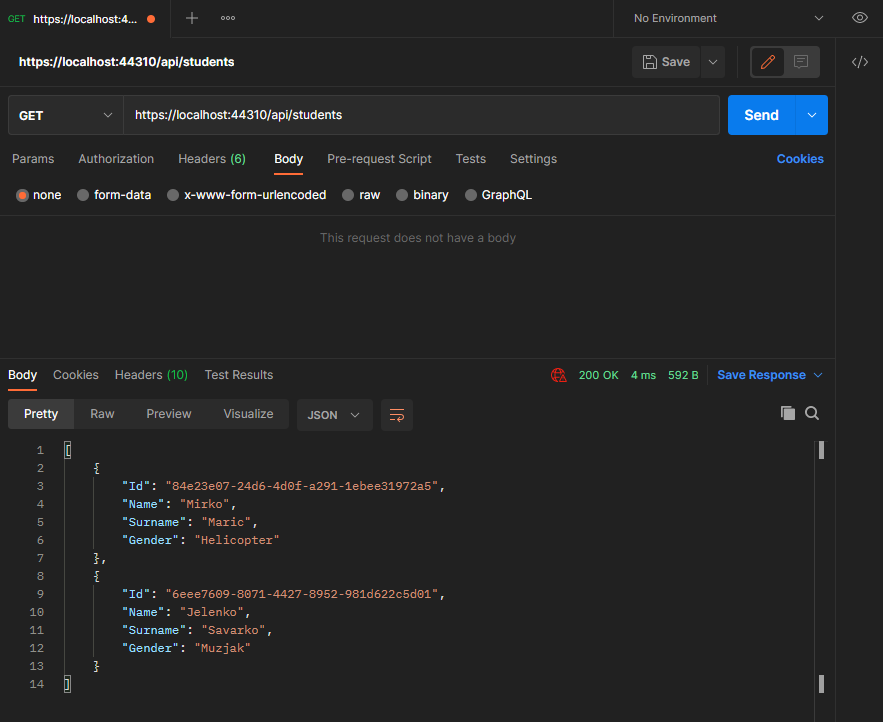 GET https://localhost:4...
No Environment
https://localhost:44310/api/students
Save
GET
https://localhost:44310/api/students
Send
Params Authorization Headers (6) Body Pre-request Script Tests Settings Cookies
none form-data x-www-form-urlencoded raw binary GraphQL
This request does not have a body
Body Cookies Headers (10) Test Results 200 OK 4 ms 592 B Save Response
Pretty Raw Preview Visualize JSON
1 [
2 {
3 "Id": "84e23e07-24d6-4d0f-a291-1ebee31972a5",
4 "Name": "Mirko",
5 "Surname": "Maric",
6 "Gender": "Helicopter"
7 },
8 {
9 "Id": "6eee7609-8071-4427-8952-981d622c5d01",
10 "Name": "Jelenko",
11 "Surname": "Savarko",
12 "Gender": "Muzjak"
13 }
14 ]